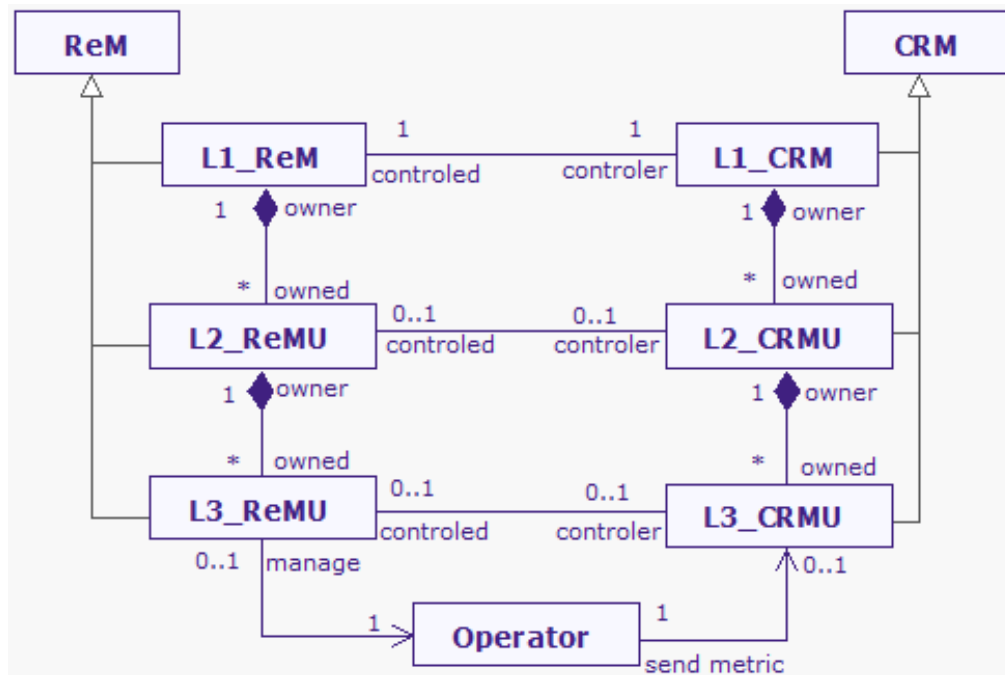 ReM
CRM
1
1
L1_ReM
L1_CRM
controled
controler
1
owner
1
owner
*
owned
*
owned
0..1
0..1
L2_ReMU
L2_CRMU
controled
controler
1
owner
1
owner
*
owned
*
owned
0..1
0..1
L3_ReMU
L3_CRMU
controled
controler
0..1
manage
0..1
1
1
Operator
send metric